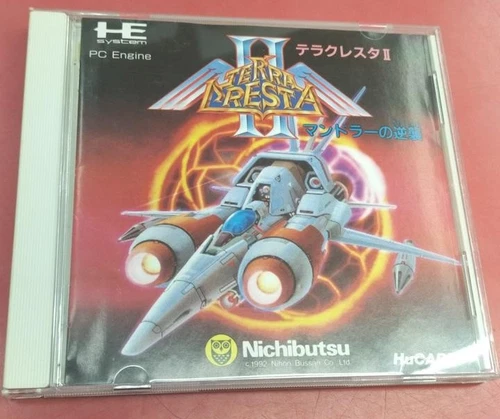 HE
system
PC Engine
テラクレスタII
II
TERRA
CRESTA
マンドラーの逆襲
Nichibutsu
©1992 Nihon Bussan Co., Ltd.